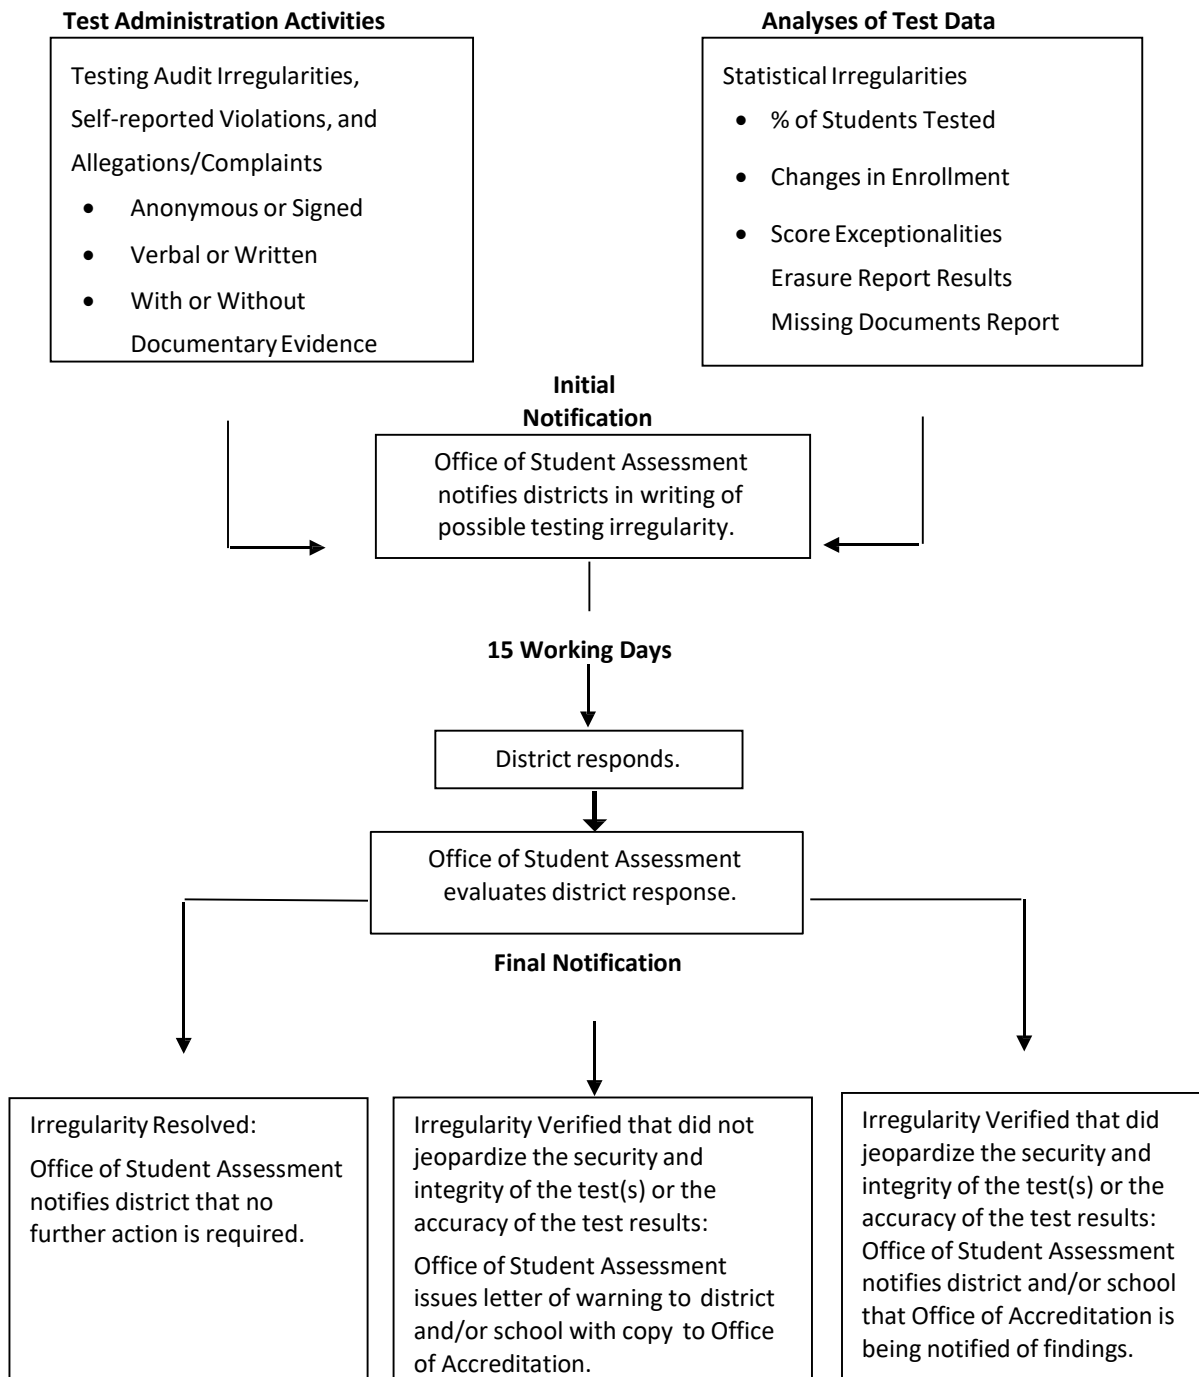 Test Administration Activities
Testing Audit Irregularities,
Self-reported Violations, and
Allegations/Complaints
• Anonymous or Signed
• Verbal or Written
• With or Without
Documentary Evidence
Analyses of Test Data
Statistical Irregularities
• % of Students Tested
• Changes in Enrollment
• Score Exceptionalities
Erasure Report Results
Missing Documents Report
Initial
Notification
Office of Student Assessment
notifies districts in writing of
possible testing irregularity.
15 Working Days
District responds.
Office of Student Assessment
evaluates district response.
Final Notification
Irregularity Resolved:
Office of Student Assessment
notifies district that no
further action is required.
Irregularity Verified that did not
jeopardize the security and
integrity of the test(s) or the
accuracy of the test results:
Office of Student Assessment
issues letter of warning to district
and/or school with copy to Office
of Accreditation.
Irregularity Verified that did
jeopardize the security and
integrity of the test(s) or the
accuracy of the test results:
Office of Student Assessment
notifies district and/or school
that Office of Accreditation is
being notified of findings.